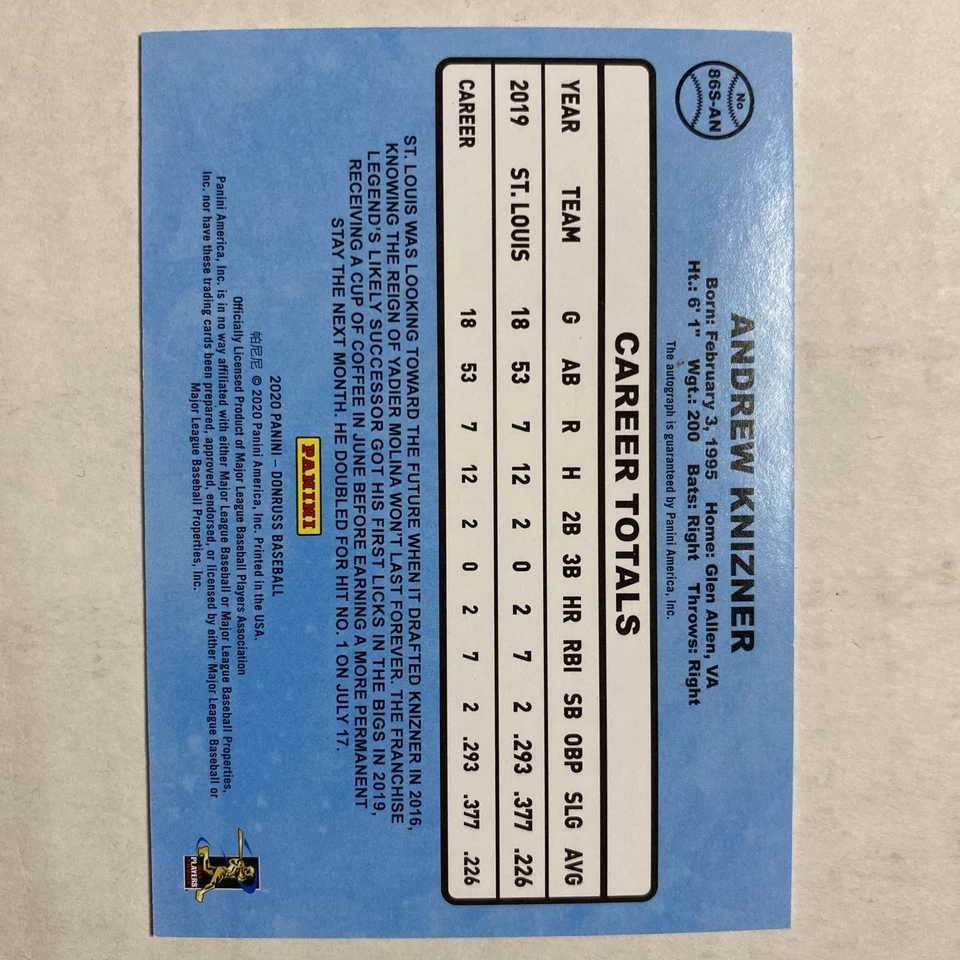 No
86S-AN
ANDREW KNIZNER
Born: February 3, 1995 Home: Glen Allen, VA
Ht.: 6' 1" Wgt.: 200 Bats: Right Throws: Right
The autograph is guaranteed by Panini America, Inc.
CAREER TOTALS
YEAR TEAM G AB R H 2B 3B HR RBI SB OBP SLG AVG
2019 ST. LOUIS 18 53 7 12 2 0 2 7 2 .293 .377 .226
CAREER 18 53 7 12 2 0 2 7 2 .293 .377 .226
ST. LOUIS WAS LOOKING TOWARD THE FUTURE WHEN IT DRAFTED KNIZNER IN 2016,
KNOWING THE REIGN OF YADIER MOLINA WON'T LAST FOREVER. THE FRANCHISE
LEGEND'S LIKELY SUCCESSOR GOT HIS FIRST LICKS IN THE BIGS IN 2019,
RECEIVING A CUP OF COFFEE IN JUNE BEFORE EARNING A MORE PERMANENT
STAY THE NEXT MONTH. HE DOUBLED FOR HIT NO. 1 ON JULY 17.
PANINI
2020 PANINI – DONRUSS BASEBALL
帕尼尼 © 2020 Panini America, Inc. Printed in the USA.
Officially Licensed Product of Major League Baseball Players Association
Panini America, Inc. is in no way affiliated with either Major League Baseball or Major League Baseball Properties,
Inc. nor have these trading cards been prepared, approved, endorsed, or licensed by either Major League Baseball or
Major League Baseball Properties, Inc.
PLAYERS